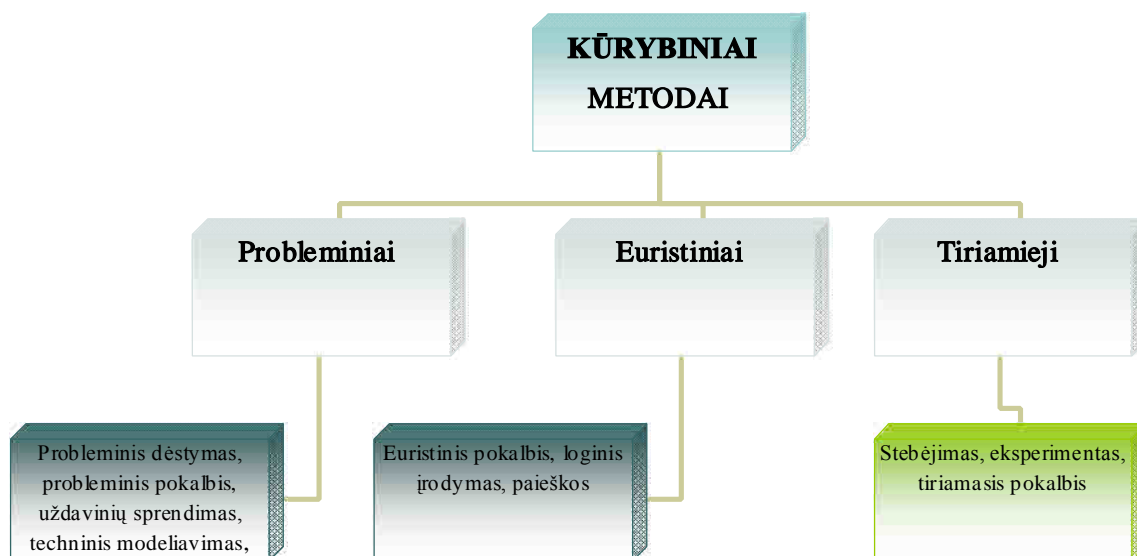 KŪRYBINIAI
METODAI
Probleminiai
Euristiniai
Tiriamieji
Probleminis dėstymas,
probleminis pokalbis,
uždavinių sprendimas,
techninis modeliavimas,
Euristinis pokalbis, loginis
įrodymas, paieškos
Stebėjimas, eksperimentas,
tiriamasis pokalbis